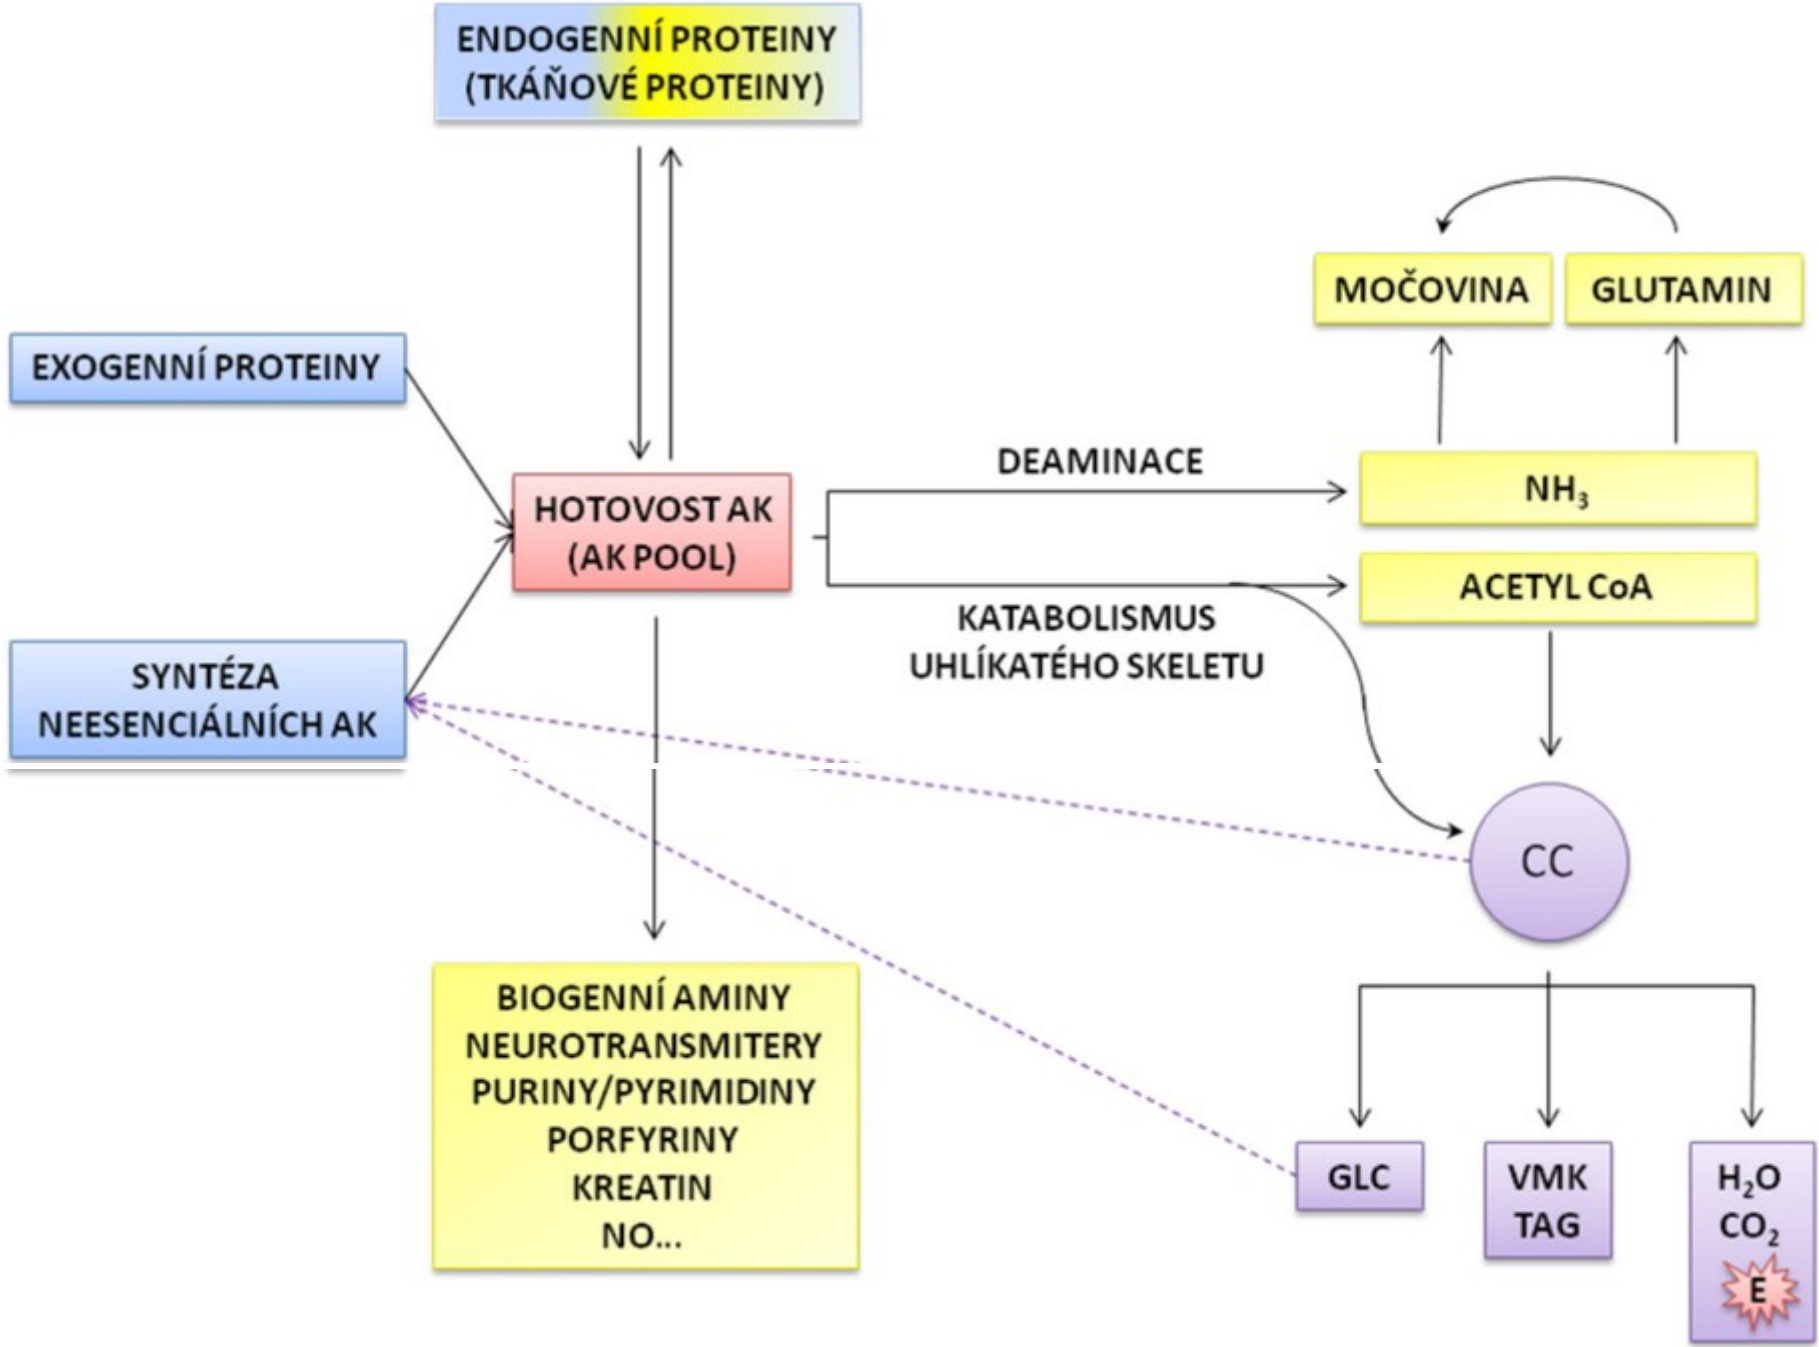 ENDOGENNÍ PROTEINY
(TKÁŇOVÉ PROTEINY)
MOČOVINA
GLUTAMIN
EXOGENNÍ PROTEINY
DEAMINACE
HOTOVOST AK
(AK POOL)
NH₃
ACETYL CoA
KATABOLISMUS
UHLÍKATÉHO SKELETU
SYNTÉZA
NEESENCIÁLNÍCH AK
CC
BIOGENNÍ AMINY
NEUROTRANSMITERY
PURINY/PYRIMIDINY
PORFYRINY
KREATIN
NO...
GLC
VMK
TAG
H₂O
CO₂
E